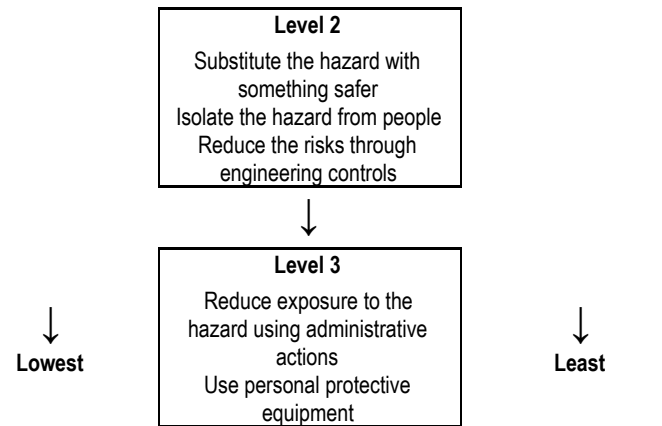 Level 2
Substitute the hazard with
something safer
Isolate the hazard from people
Reduce the risks through
engineering controls
↓
Level 3
Reduce exposure to the
hazard using administrative
actions
Use personal protective
equipment
↓
Lowest
↓
Least